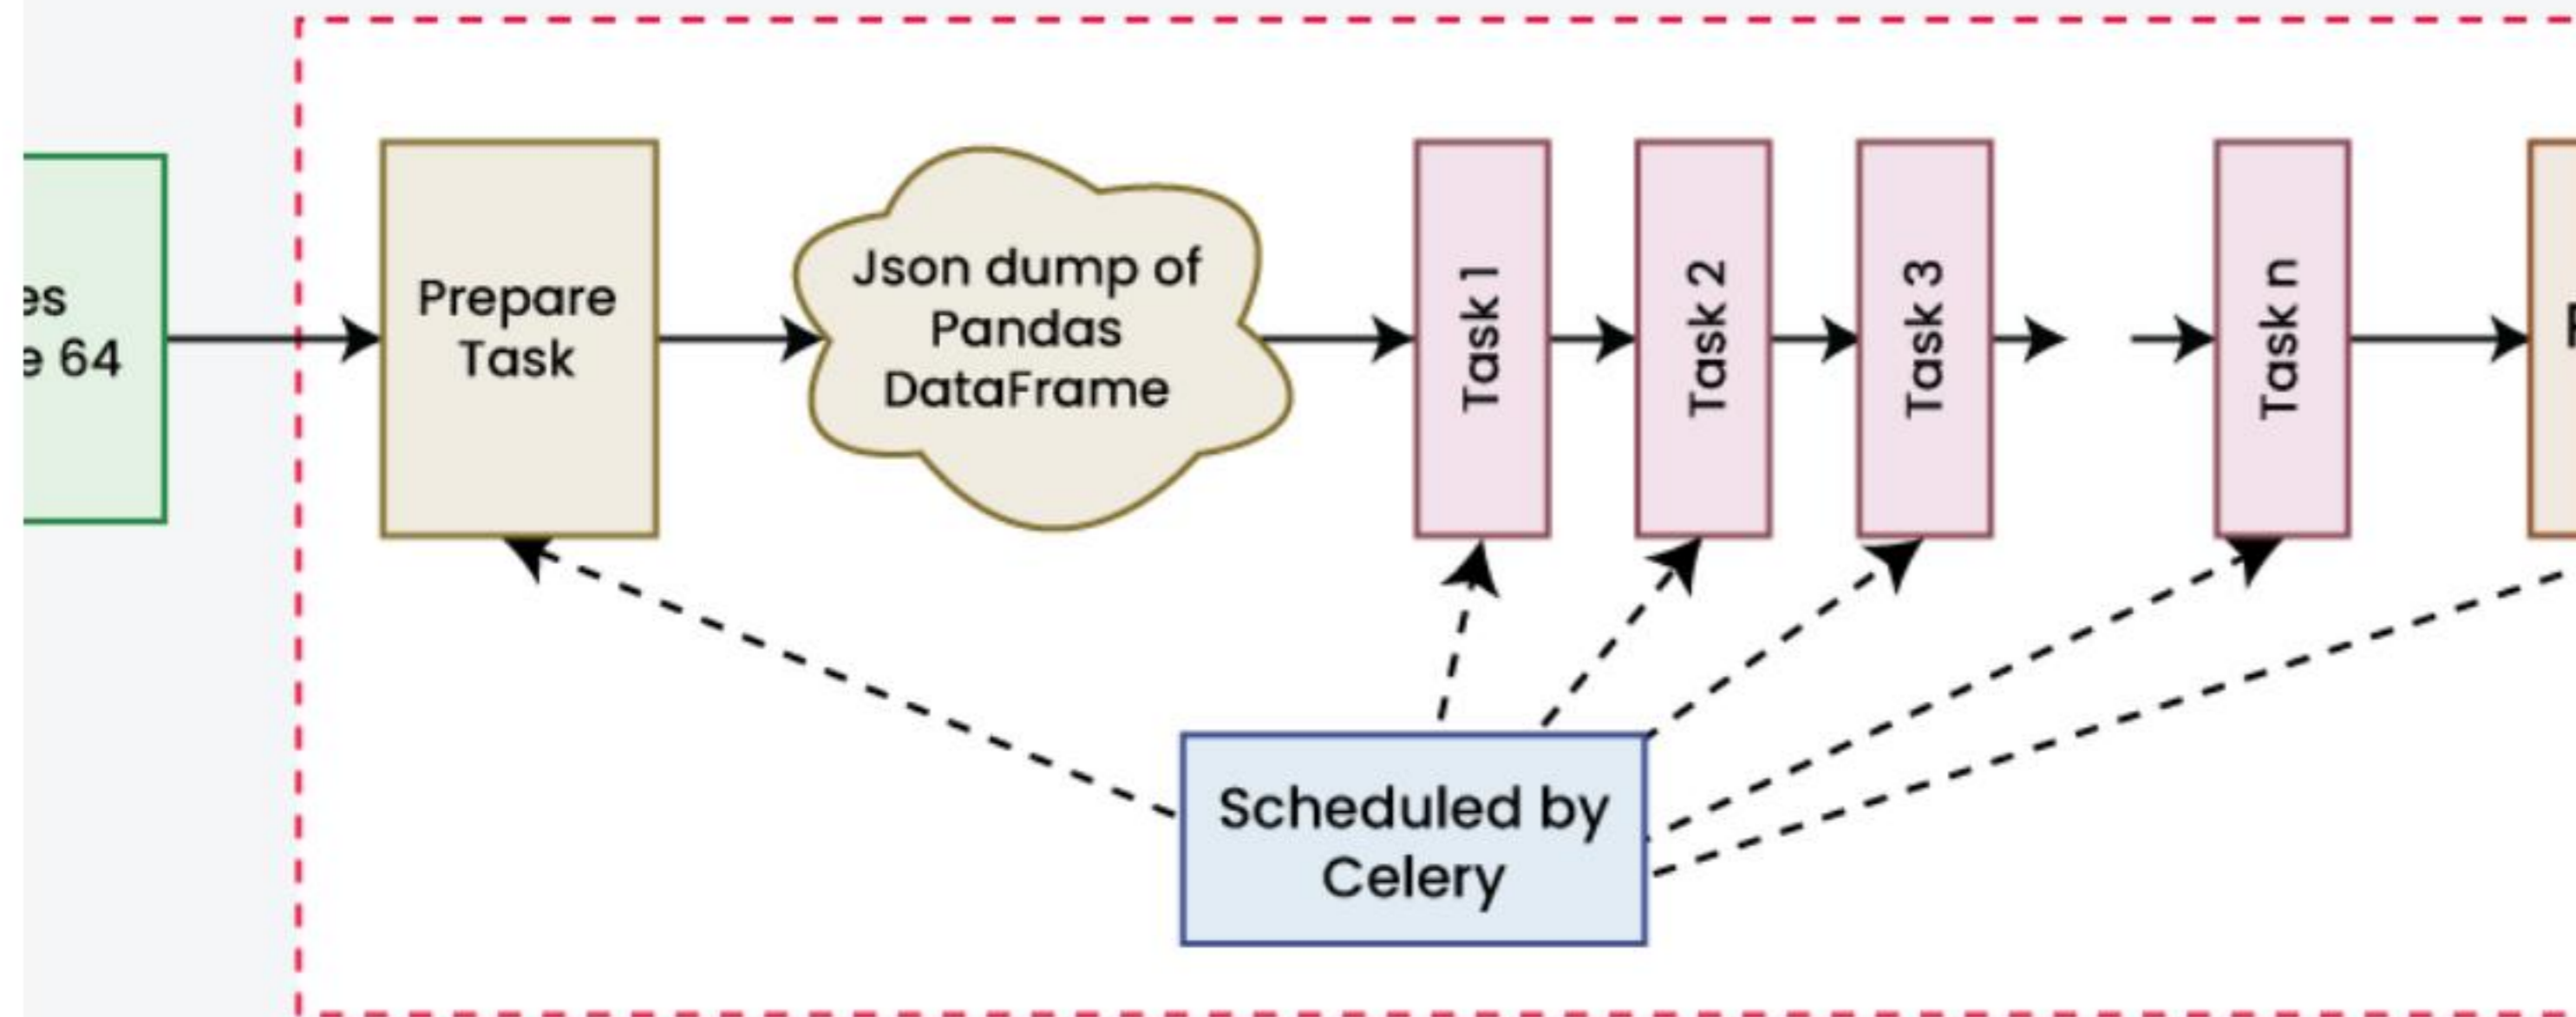 es
e 64
Prepare
Task
Json dump of
Pandas
DataFrame
Task 1
Task 2
Task 3
Task n
Scheduled by
Celery